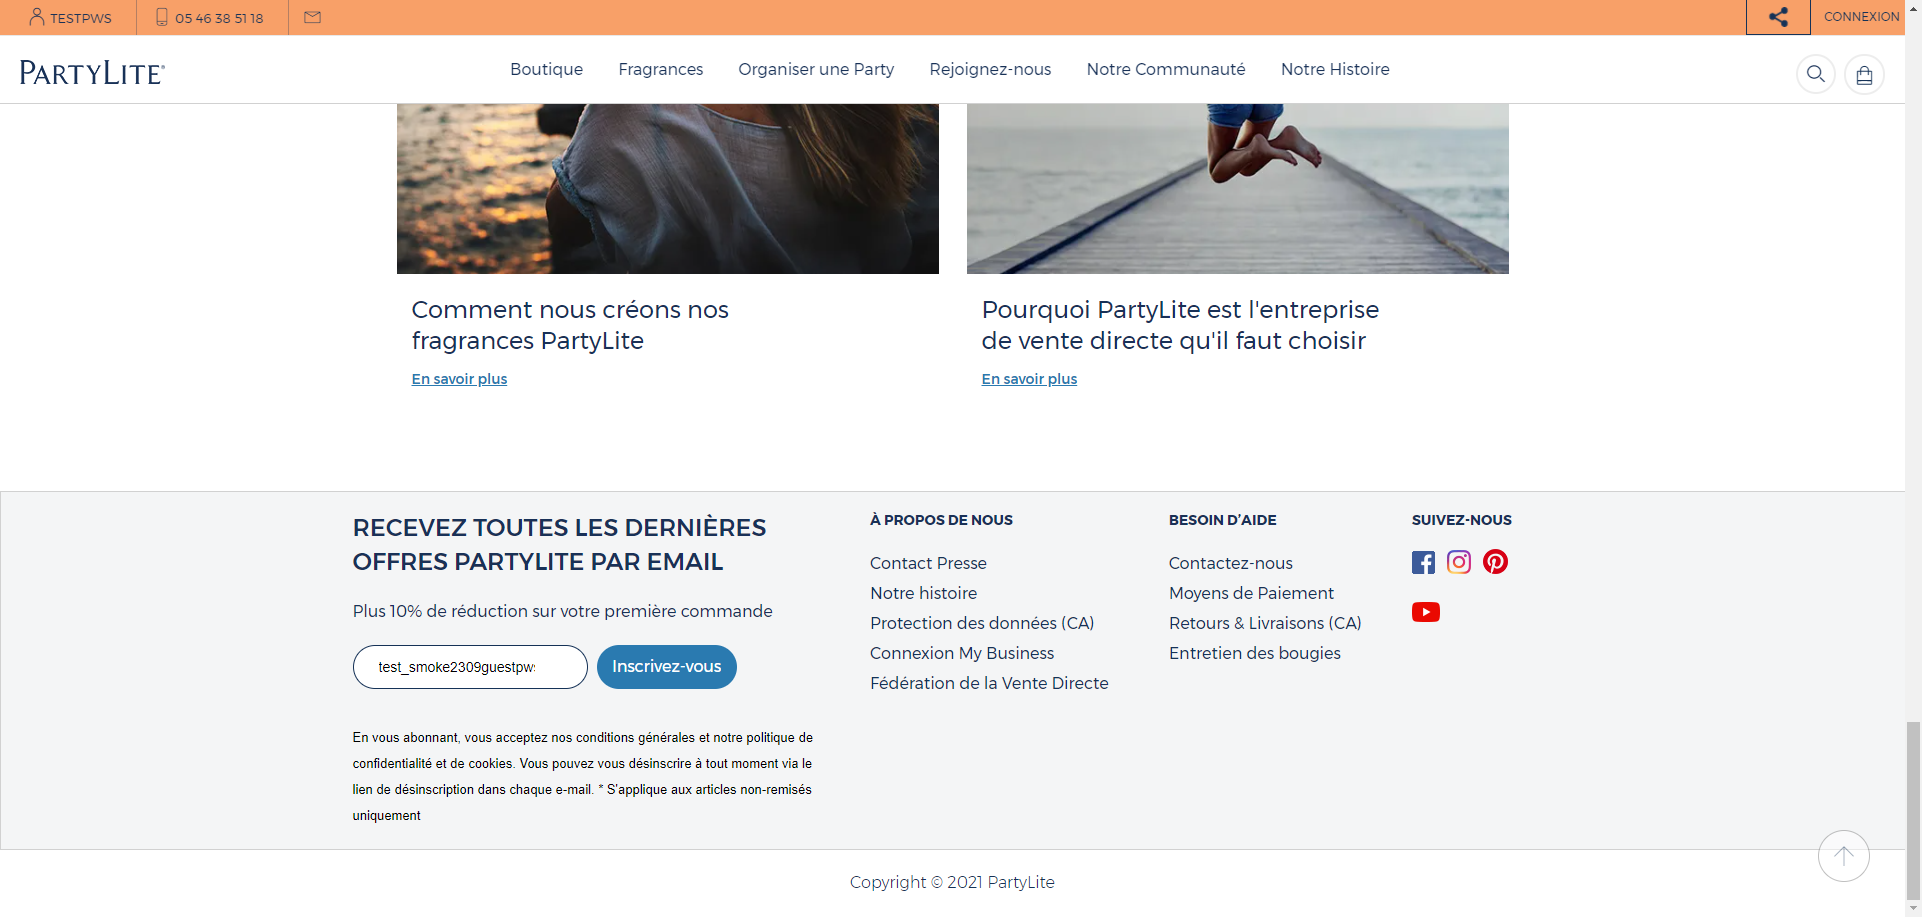 TESTPWS
05 46 38 51 18
CONNEXION
PARTYLITE®
Boutique
Fragrances
Organiser une Party
Rejoignez-nous
Notre Communauté
Notre Histoire
Comment nous créons nos
fragrances PartyLite
En savoir plus
Pourquoi PartyLite est l'entreprise
de vente directe qu'il faut choisir
En savoir plus
RECEVEZ TOUTES LES DERNIÈRES
OFFRES PARTYLITE PAR EMAIL
Plus 10% de réduction sur votre première commande
test_smoke2309guestpws
Inscrivez-vous
En vous abonnant, vous acceptez nos conditions générales et notre politique de
confidentialité et de cookies. Vous pouvez vous désinscrire à tout moment via le
lien de désinscription dans chaque e-mail. * S'applique aux articles non-remisés
uniquement
À PROPOS DE NOUS
Contact Presse
Notre histoire
Protection des données (CA)
Connexion My Business
Fédération de la Vente Directe
BESOIN D'AIDE
Contactez-nous
Moyens de Paiement
Retours & Livraisons (CA)
Entretien des bougies
SUIVEZ-NOUS
Copyright © 2021 PartyLite